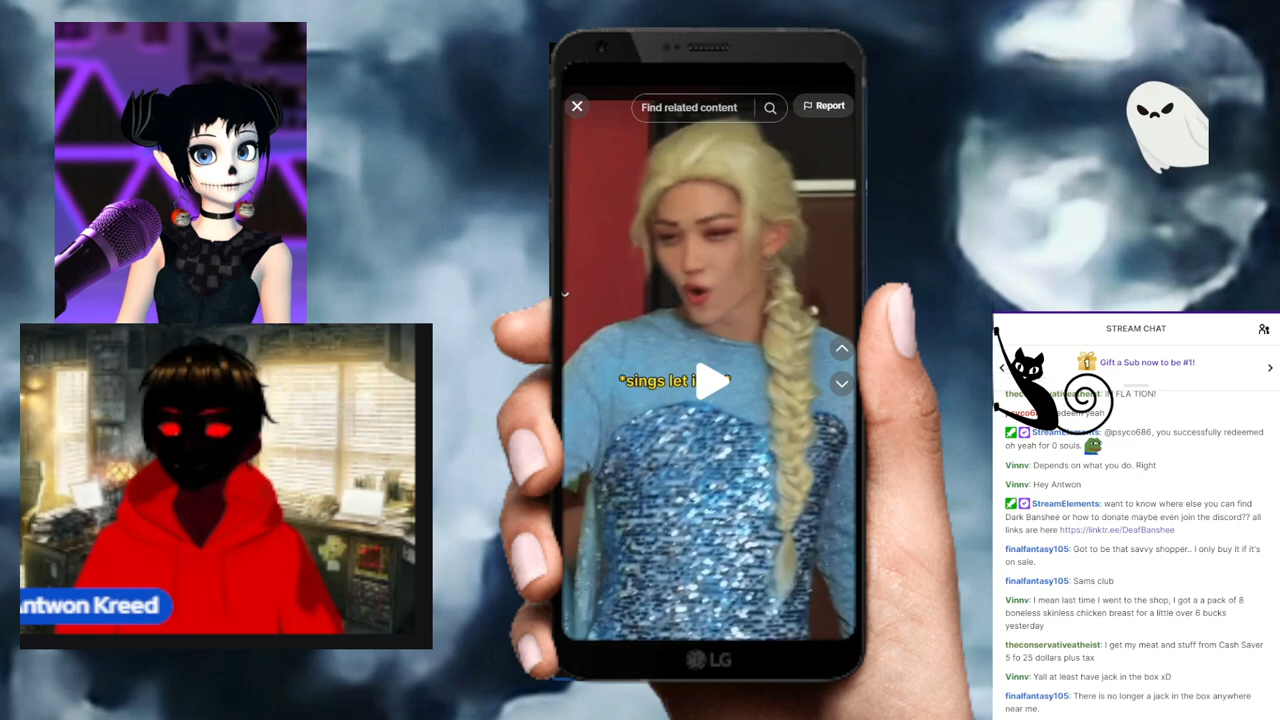 Find related content
Report
*sings let i
LG
ntwon Kreed
STREAM CHAT
Gift a Sub now to be #1!
FLA TION!
yeah
StreamElements: @psyco686, you successfully redeemed
oh yeah for 0 souls.
Vinnv: Depends on what you do. Right
Vinnv: Hey Antwon
StreamElements: want to know where else you can find
Dark Banshee or how to donate maybe even join the discord?? all
links are here https://linktr.ee/DeafBanshee
finalfantasy105: Got to be that savvy shopper.. I only buy it if it's
on sale.
finalfantasy105: Sams club
Vinnv: I mean last time I went to the shop, I got a a pack of 8
boneless skinless chicken breast for a little over 6 bucks
yesterday
theconservativeatheist: I get my meat and stuff from Cash Saver
5 fo 25 dollars plus tax
Vinnv: Yall at least have jack in the box xD
finalfantasy105: There is no longer a jack in the box anywhere
near me.